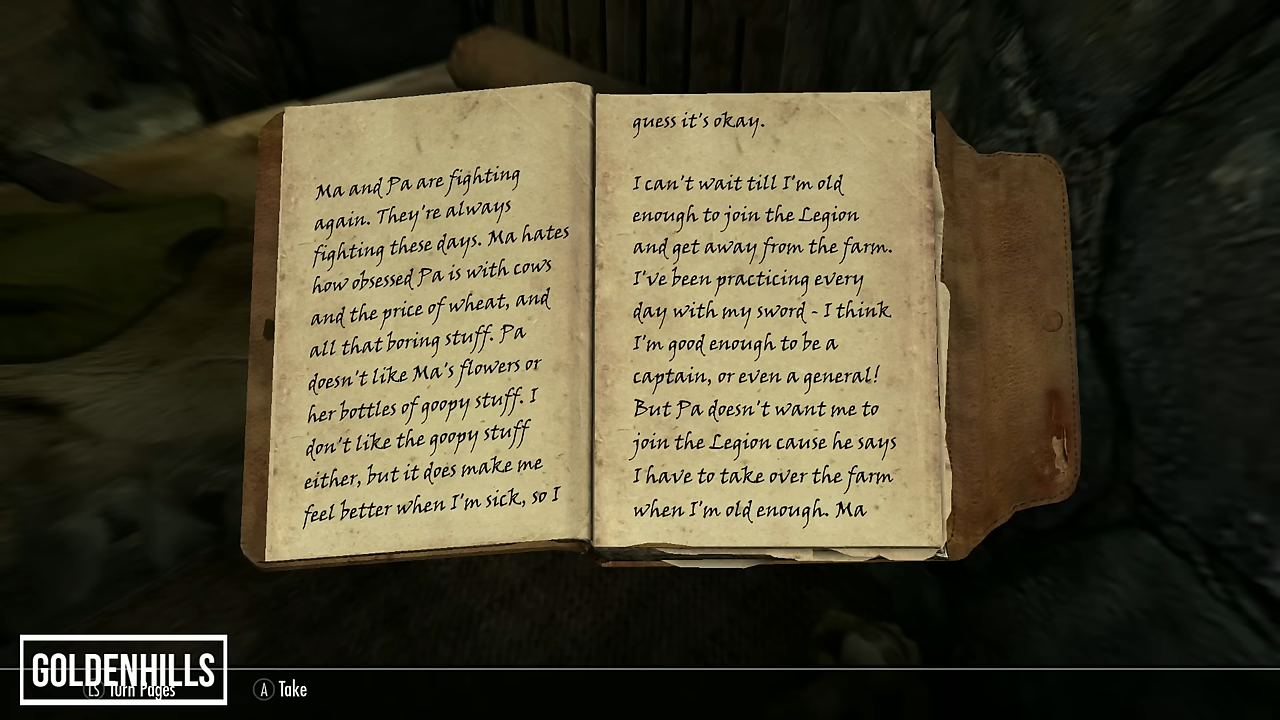 Ma and Pa are fighting
again. They're always
fighting these days. Ma hates
how obsessed Pa is with cows
and the price of wheat, and
all that boring stuff. Pa
doesn't like Ma's flowers or
her bottles of goopy stuff. I
don't like the goopy stuff
either, but it does make me
feel better when I'm sick, so I
guess it's okay.
I can't wait till I'm old
enough to join the Legion
and get away from the farm.
I've been practicing every
day with my sword - I think
I'm good enough to be a
captain, or even a general!
But Pa doesn't want me to
join the Legion cause he says
I have to take over the farm
when I'm old enough. Ma
GOLDENHILLS
LS Turn Pages
A Take